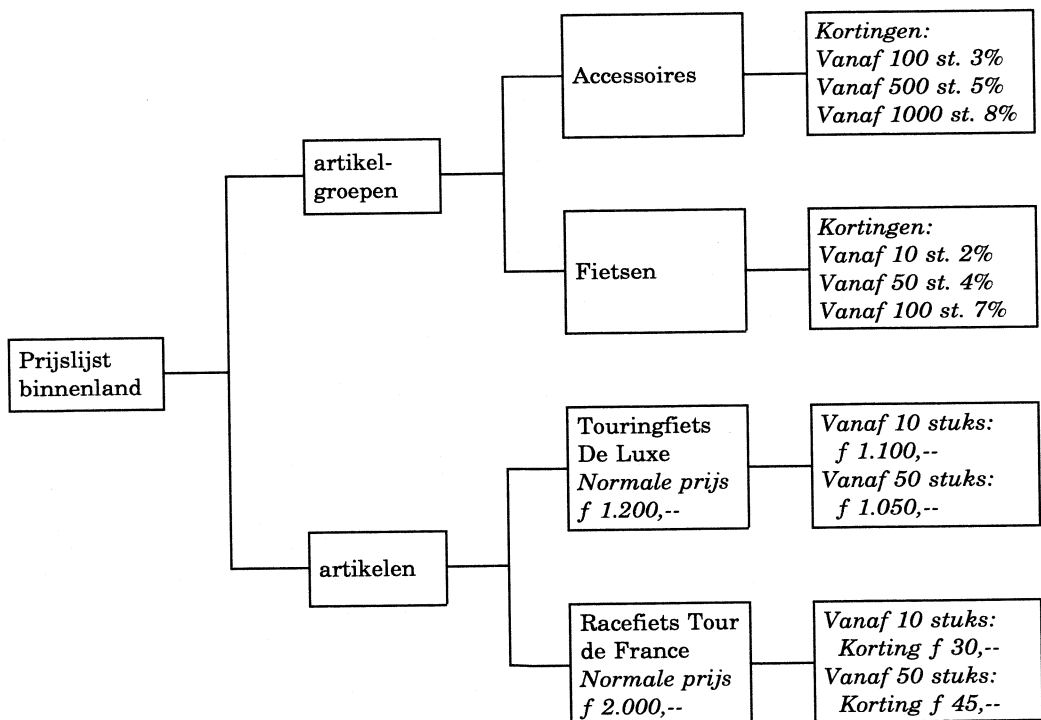 Prijslijst
binnenland
artikel-
groepen
Accessoires
Kortingen:
Vanaf 100 st. 3%
Vanaf 500 st. 5%
Vanaf 1000 st. 8%
Fietsen
Kortingen:
Vanaf 10 st. 2%
Vanaf 50 st. 4%
Vanaf 100 st. 7%
artikelen
Touringfiets
De Luxe
Normale prijs
ƒ 1.200,--
Vanaf 10 stuks:
ƒ 1.100,--
Vanaf 50 stuks:
ƒ 1.050,--
Racefiets Tour
de France
Normale prijs
ƒ 2.000,--
Vanaf 10 stuks:
Korting ƒ 30,--
Vanaf 50 stuks:
Korting ƒ 45,--